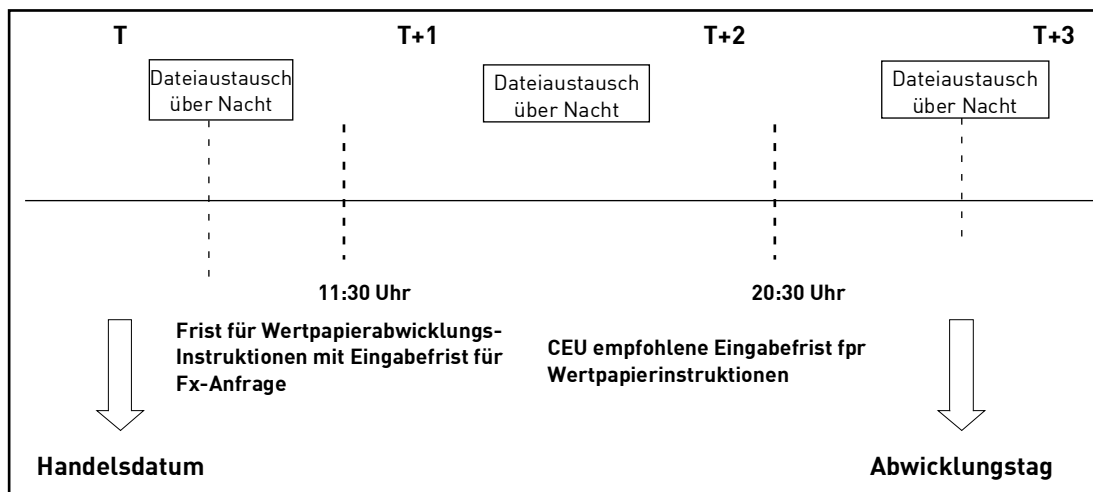 T
T+1
T+2
T+3
Dateiaustausch
über Nacht
Dateiaustausch
über Nacht
Dateiaustausch
über Nacht
11:30 Uhr
20:30 Uhr
Frist für Wertpapierabwicklungs-
Instruktionen mit Eingabefrist für
Fx-Anfrage
CEU empfohlene Eingabefrist fpr
Wertpapierinstruktionen
Handelsdatum
Abwicklungstag